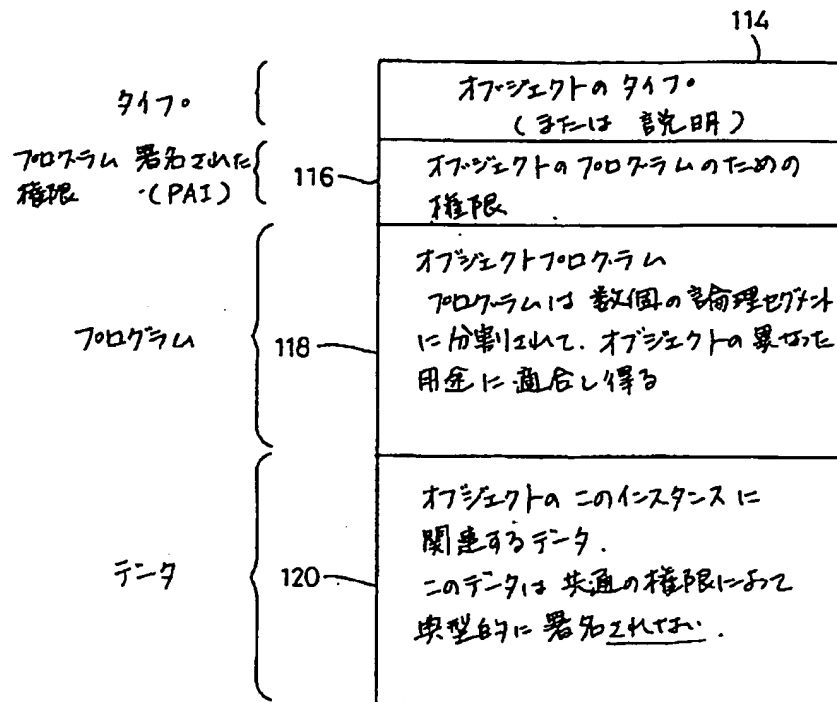 114
タイプ
オブジェクトのタイプ
(または 説明)
プログラム 署名された
権限 (PAI)
116
オブジェクトのプログラムのための
権限
プログラム
118
オブジェクトプログラム
プログラムは 数個の論理セグメント
に分割されて. オブジェクトの異なった
用途に適合し得る
データ
120
オブジェクトの このインスタンスに
関連するデータ.
このデータは 共通の権限によって
典型的に 署名されない.